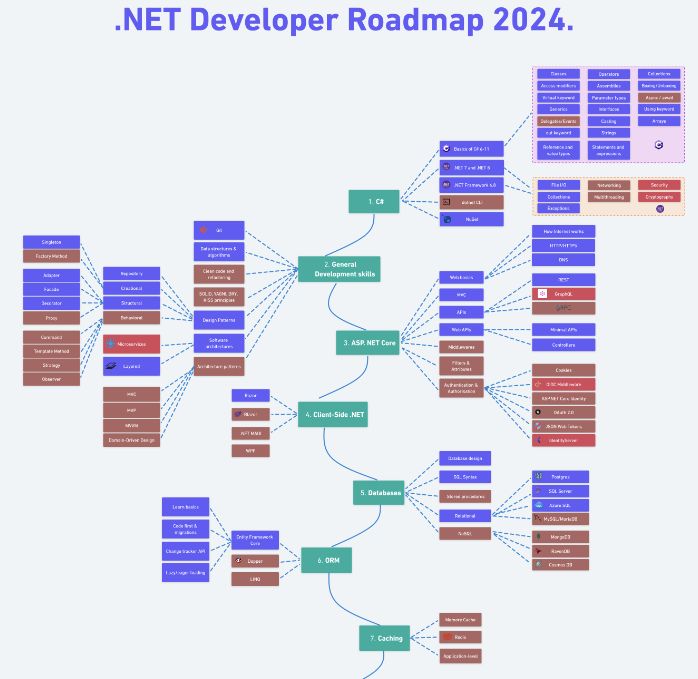 .NET Developer Roadmap 2024.
Classes
Operators
Collections
Access modifiers
Assemblies
Boxing/Unboxing
Virtual keyword
Parameter types
Async / await
Generics
Interfaces
Using keyword
Delegates/Events
Casting
Arrays
out keyword
Strings
Reference and
value types
Statements and
expressions
Basics of C# 6-11
.NET 7 and .NET 8
.NET Framework 4.8
dotnet CLI
NuGet
File I/O
Networking
Security
Collections
Multithreading
Cryptography
Exceptions
1. C#
2. General
Development skills
Git
Data structures &
algorithms
Clean code and
refactoring
SOLID, YAGNI, DRY,
KISS principles
Design Patterns
Software
architectures
Architecture patterns
Repository
Creational
Structural
Behavioral
Singleton
Factory Method
Adapter
Facade
Decorator
Proxy
Command
Template Method
Strategy
Observer
Microservices
Layered
MVC
MVP
MVVM
Domain-Driven Design
3. ASP. NET Core
Web basics
MVC
APIs
Web APIs
Middlewares
Filters &
Attributes
Authentication &
Authorisation
How Internet works
HTTP/HTTPS
DNS
REST
GraphQL
gRPC
Minimal APIs
Controllers
Cookies
OIDC Middleware
ASP.NET Core Identity
OAuth 2.0
JSON Web Tokens
IdentityServer
4. Client-Side .NET
Razor
Blazor
.NET MAUI
WPF
5. Databases
Database design
SQL Syntax
Stored procedures
Relational
NoSQL
Postgres
SQL Server
Azure SQL
MySQL/MariaDB
MongoDB
RavenDB
Cosmos DB
6. ORM
Entity Framework
Core
Dapper
LINQ
Learn basics
Code first &
migrations
Change tracker API
Lazy/eager loading
7. Caching
Memory Cache
Redis
Application-level